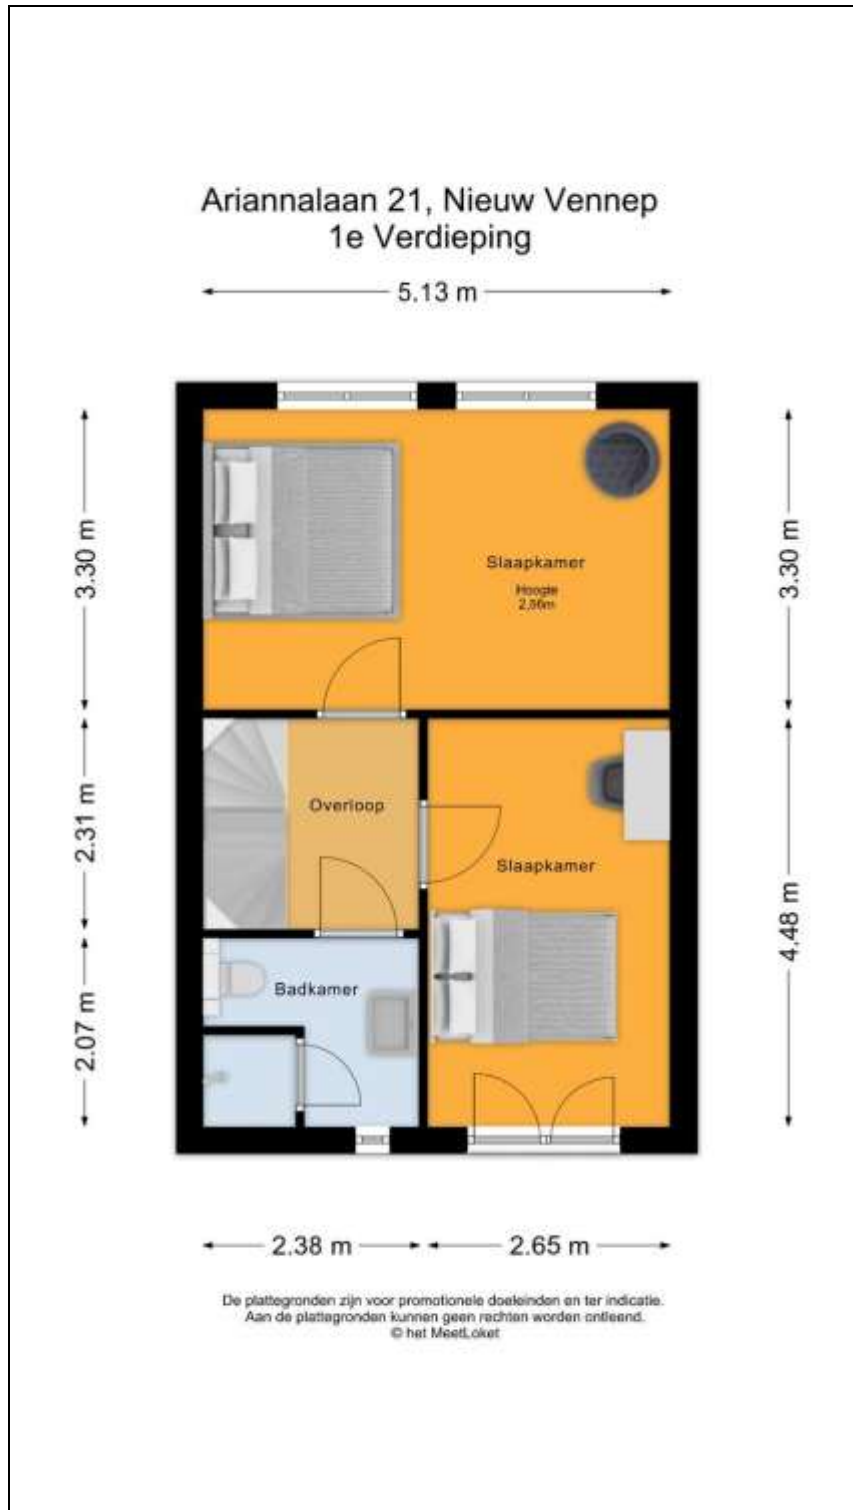 Ariannalaan 21, Nieuw Vennep
1e Verdieping
5.13 m
3.30 m
3.30 m
Slaapkamer
Hoogte
2,56m
2.31 m
Overloop
Slaapkamer
4.48 m
2.07 m
Badkamer
2.38 m
2.65 m
De plattegronden zijn voor promotionele doeleinden en ter indicatie.
Aan de plattegronden kunnen geen rechten worden ontleend.
© het MeetLoket